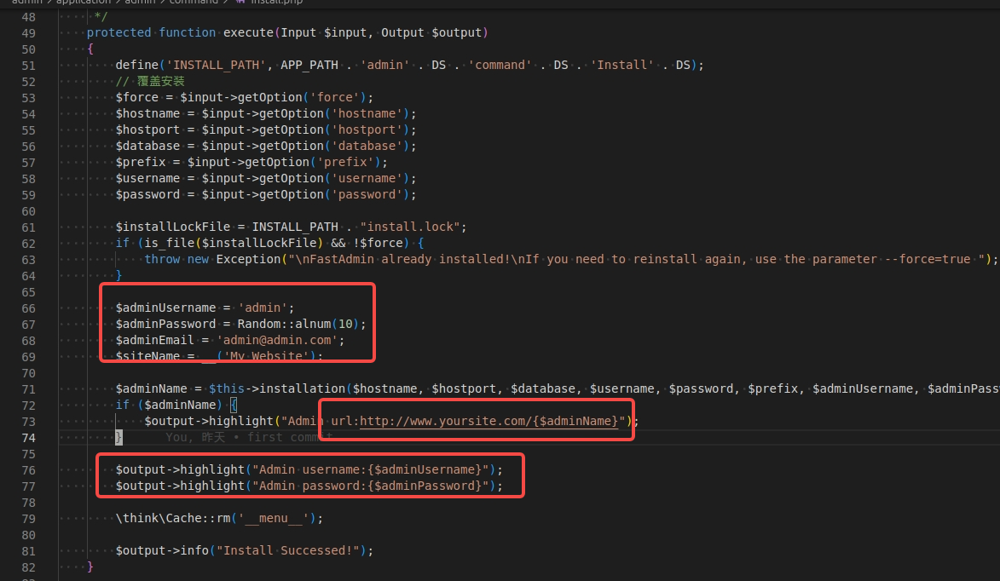 admin > application > admin > command > Install.php
48 */
49 protected function execute(Input $input, Output $output)
50 {
51 define('INSTALL_PATH', APP_PATH . 'admin' . DS . 'command' . DS . 'Install' . DS);
52 // 覆盖安装
53 $force = $input->getOption('force');
54 $hostname = $input->getOption('hostname');
55 $hostport = $input->getOption('hostport');
56 $database = $input->getOption('database');
57 $prefix = $input->getOption('prefix');
58 $username = $input->getOption('username');
59 $password = $input->getOption('password');
60
61 $installLockFile = INSTALL_PATH . "install.lock";
62 if (is_file($installLockFile) && !$force) {
63 throw new Exception("\nFastAdmin already installed!\nIf you need to reinstall again, use the parameter --force=true ");
64 }
65
66 $adminUsername = 'admin';
67 $adminPassword = Random::alnum(10);
68 $adminEmail = 'admin@admin.com';
69 $siteName = __('My Website');
70
71 $adminName = $this->installation($hostname, $hostport, $database, $username, $password, $prefix, $adminUsername, $adminPass
72 if ($adminName) {
73 $output->highlight("Admin url:http://www.yoursite.com/{$adminName}");
74 } You, 昨天 • first commit
75
76 $output->highlight("Admin username:{$adminUsername}");
77 $output->highlight("Admin password:{$adminPassword}");
78
79 \think\Cache::rm('__menu__');
80
81 $output->info("Install Successed!");
82 }